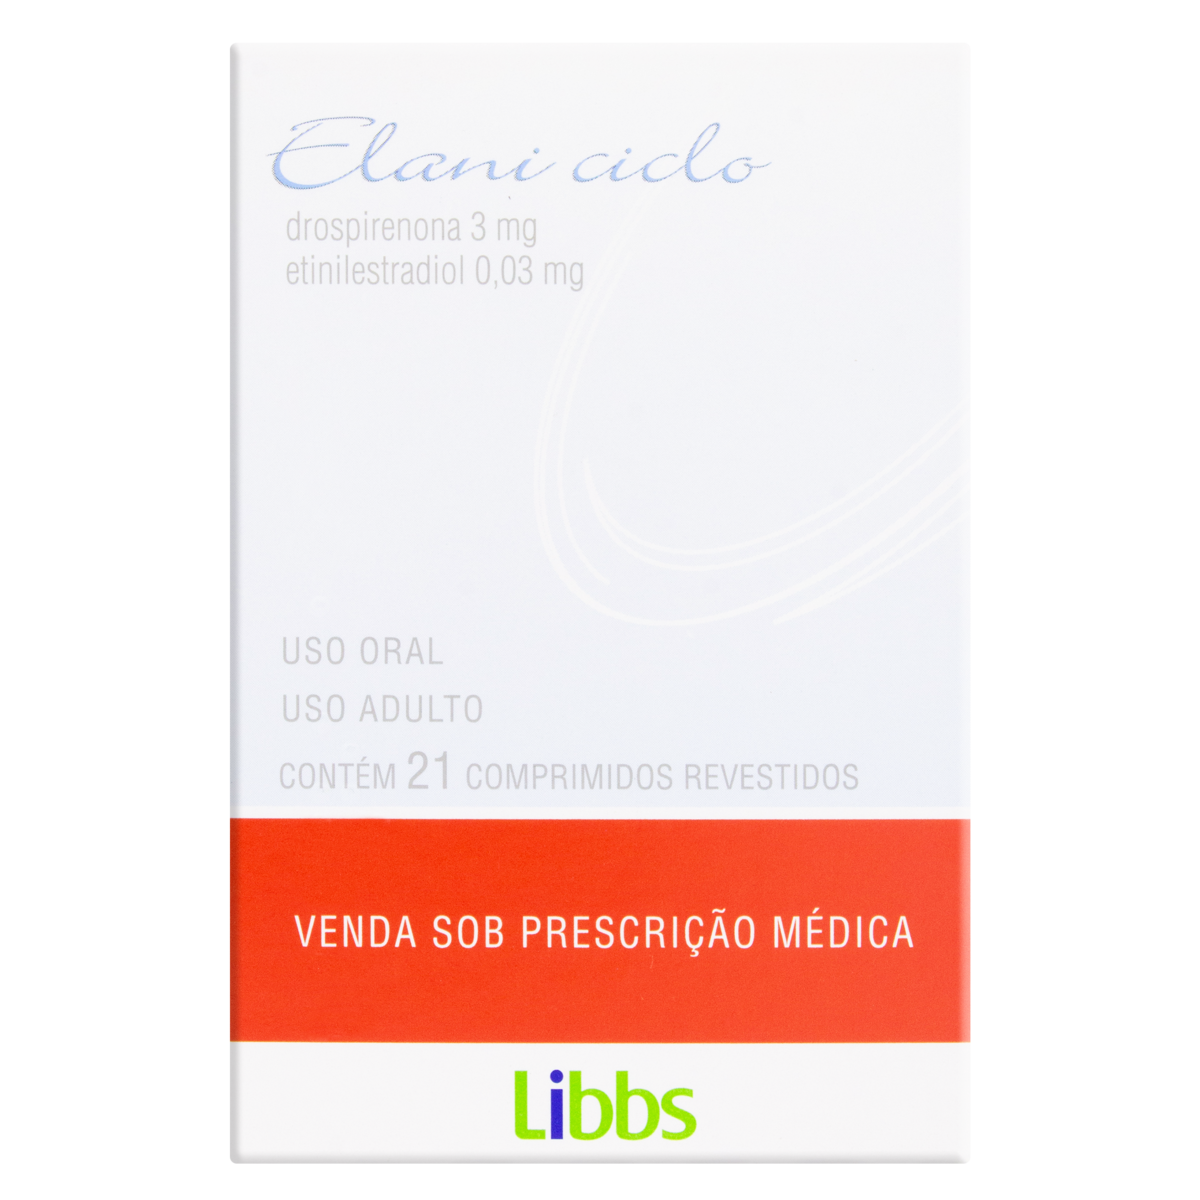 Elani ciclo
drospirenona 3 mg
etinilestradiol 0,03 mg
USO ORAL
USO ADULTO
CONTÉM 21 COMPRIMIDOS REVESTIDOS
VENDA SOB PRESCRIÇÃO MÉDICA
Libbs